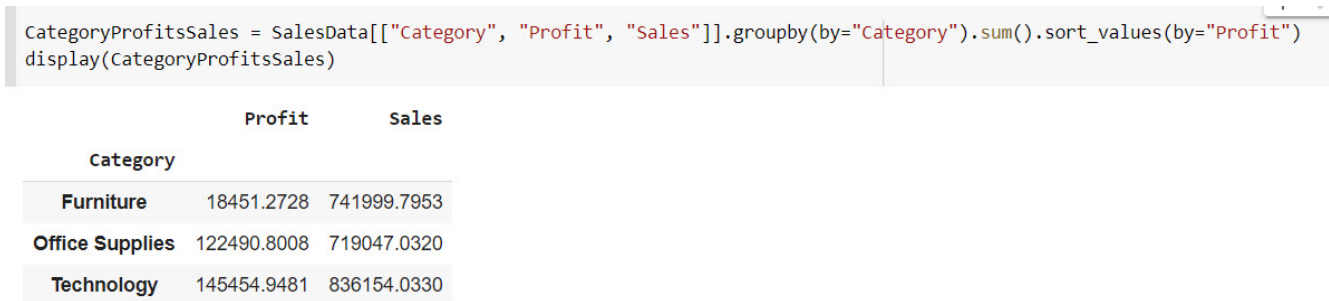 CategoryProfitsSales = SalesData[["Category", "Profit", "Sales"]].groupby(by="Category").sum().sort_values(by="Profit")
display(CategoryProfitsSales)
Profit Sales
Category
Furniture 18451.2728 741999.7953
Office Supplies 122490.8008 719047.0320
Technology 145454.9481 836154.0330